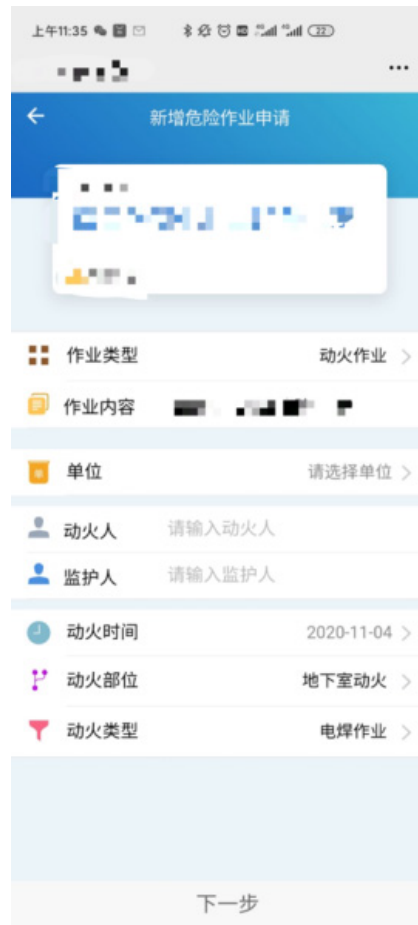 上午11:35
22
新增危险作业申请
作业类型 动火作业
作业内容
单位 请选择单位
动火人 请输入动火人
监护人 请输入监护人
动火时间 2020-11-04
动火部位 地下室动火
动火类型 电焊作业
下一步